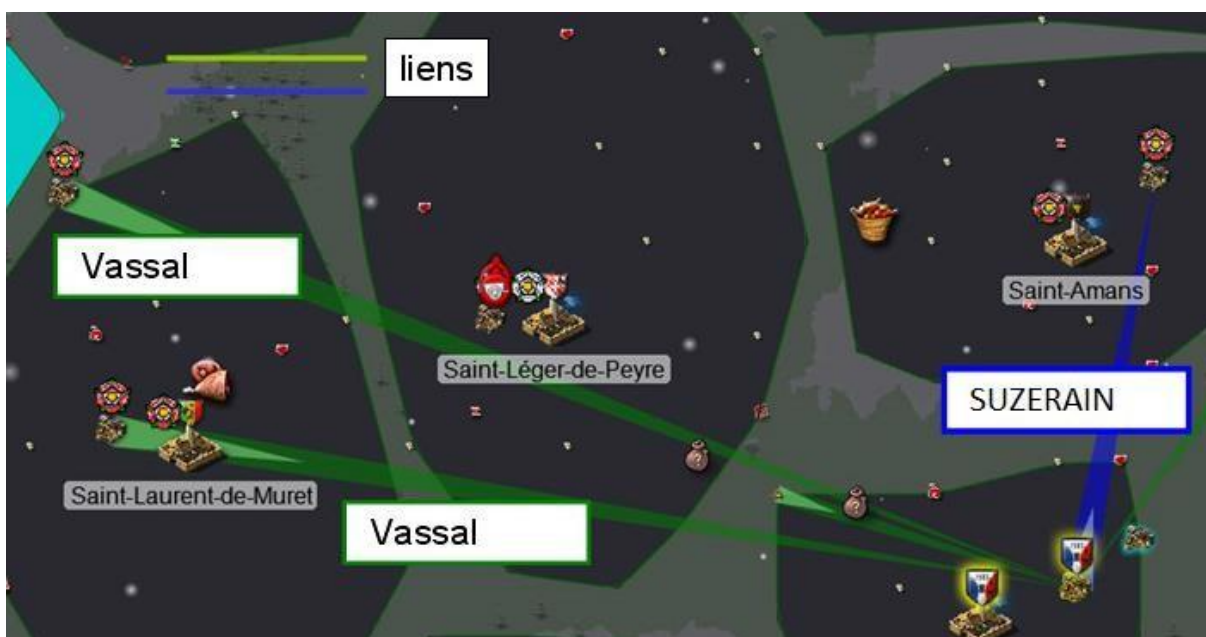 liens
Vassal
Saint-Amans
Saint-Léger-de-Peyre
SUZERAIN
Saint-Laurent-de-Muret
Vassal